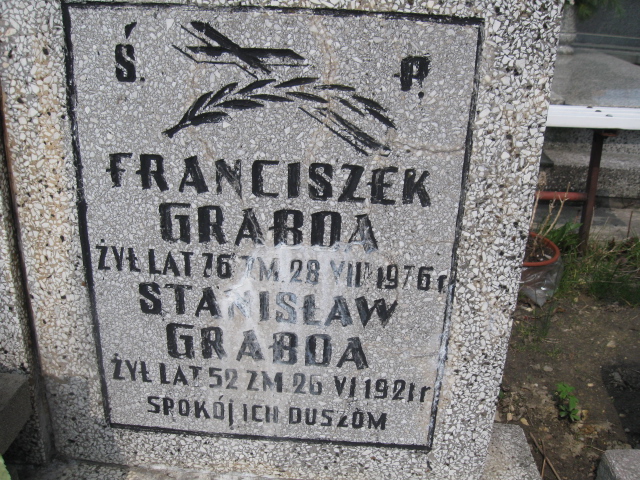 Ś. P.
FRANCISZEK
GRABDA
ŻYŁ LAT 76 ZM. 28 VIII 1976 r.
STANISŁAW
GRABDA
ŻYŁ LAT 52 ZM 26 VI 1921 r
SPOKÓJ ICH DUSZOM